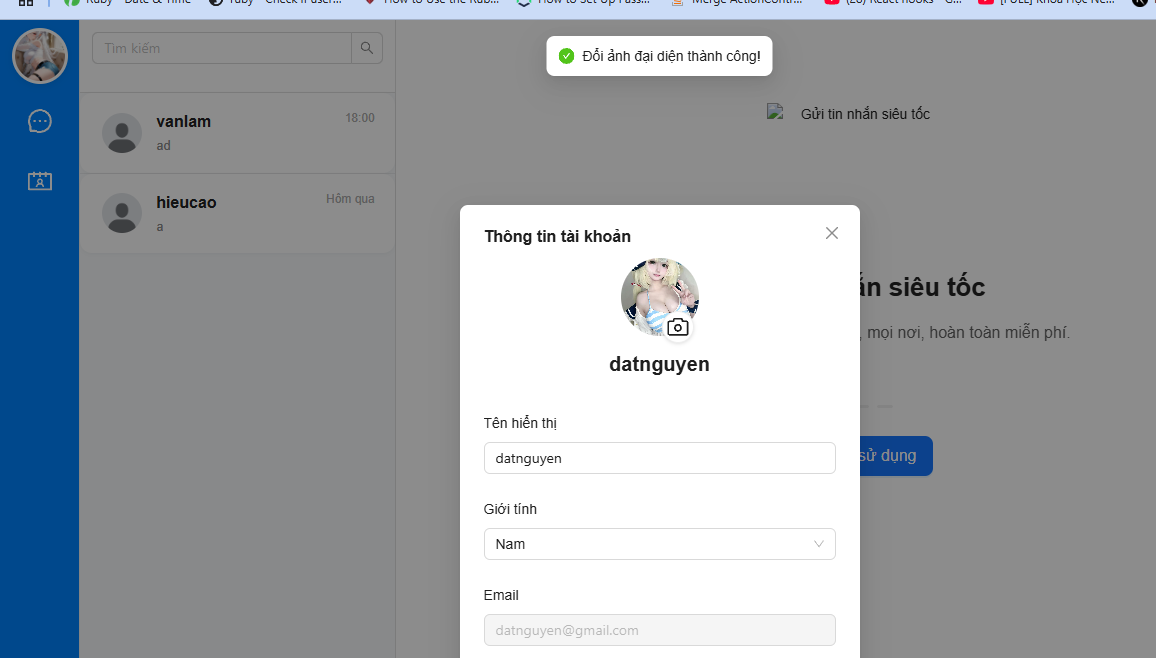 Ruby - Date & Time
Ruby - Check if user...
How to Use the Rub...
How to Set Up Pass...
Merge ActionContr...
(20) React hooks - G...
[FULL] Khóa Học Ne...
Tìm kiếm
Đổi ảnh đại diện thành công!
vanlam
18:00
ad
Gửi tin nhắn siêu tốc
hieucao
Hôm qua
a
Thông tin tài khoản
ắn siêu tốc
, mọi nơi, hoàn toàn miễn phí.
datnguyen
Tên hiển thị
datnguyen
sử dụng
Giới tính
Nam
Email
datnguyen@gmail.com